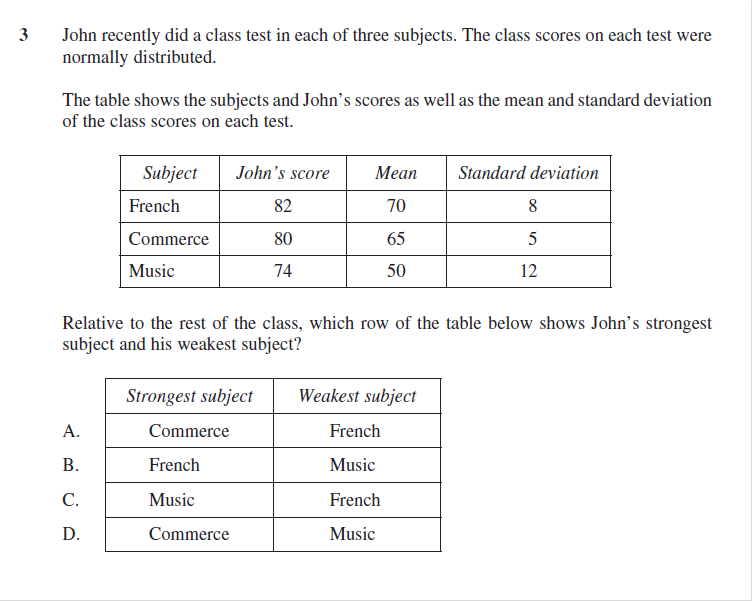 3 John recently did a class test in each of three subjects. The class scores on each test were
normally distributed.
The table shows the subjects and John's scores as well as the mean and standard deviation
of the class scores on each test.
Subject John's score Mean Standard deviation
French 82 70 8
Commerce 80 65 5
Music 74 50 12
Relative to the rest of the class, which row of the table below shows John's strongest
subject and his weakest subject?
Strongest subject Weakest subject
A. Commerce French
B. French Music
C. Music French
D. Commerce Music